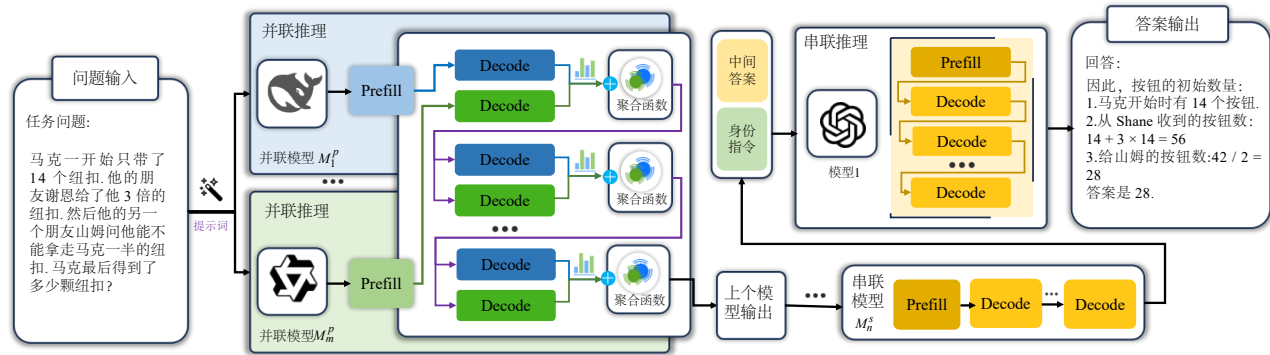 问题输入
任务问题:
马克一开始只带了
14 个纽扣. 他的朋
友谢恩给了他 3 倍的
纽扣. 然后他的另一
个朋友山姆问他能不
能拿走马克一半的纽
扣. 马克最后得到了
多少颗纽扣?
提示词
并联推理
并联模型 M₁ᵖ
Prefill
...
并联推理
并联模型Mₘᵖ
Prefill
Decode
Decode
聚合函数
Decode
Decode
聚合函数
...
Decode
Decode
聚合函数
上个模
型输出
...
串联
模型
Mₙˢ
Prefill
Decode
...
Decode
中间
答案
身份
指令
串联推理
模型1
Prefill
Decode
Decode
...
Decode
答案输出
回答:
因此, 按钮的初始数量:
1.马克开始时有 14 个按钮.
2.从 Shane 收到的按钮数:
14 + 3 × 14 = 56
3.给山姆的按钮数:42 / 2 =
28
答案是 28.